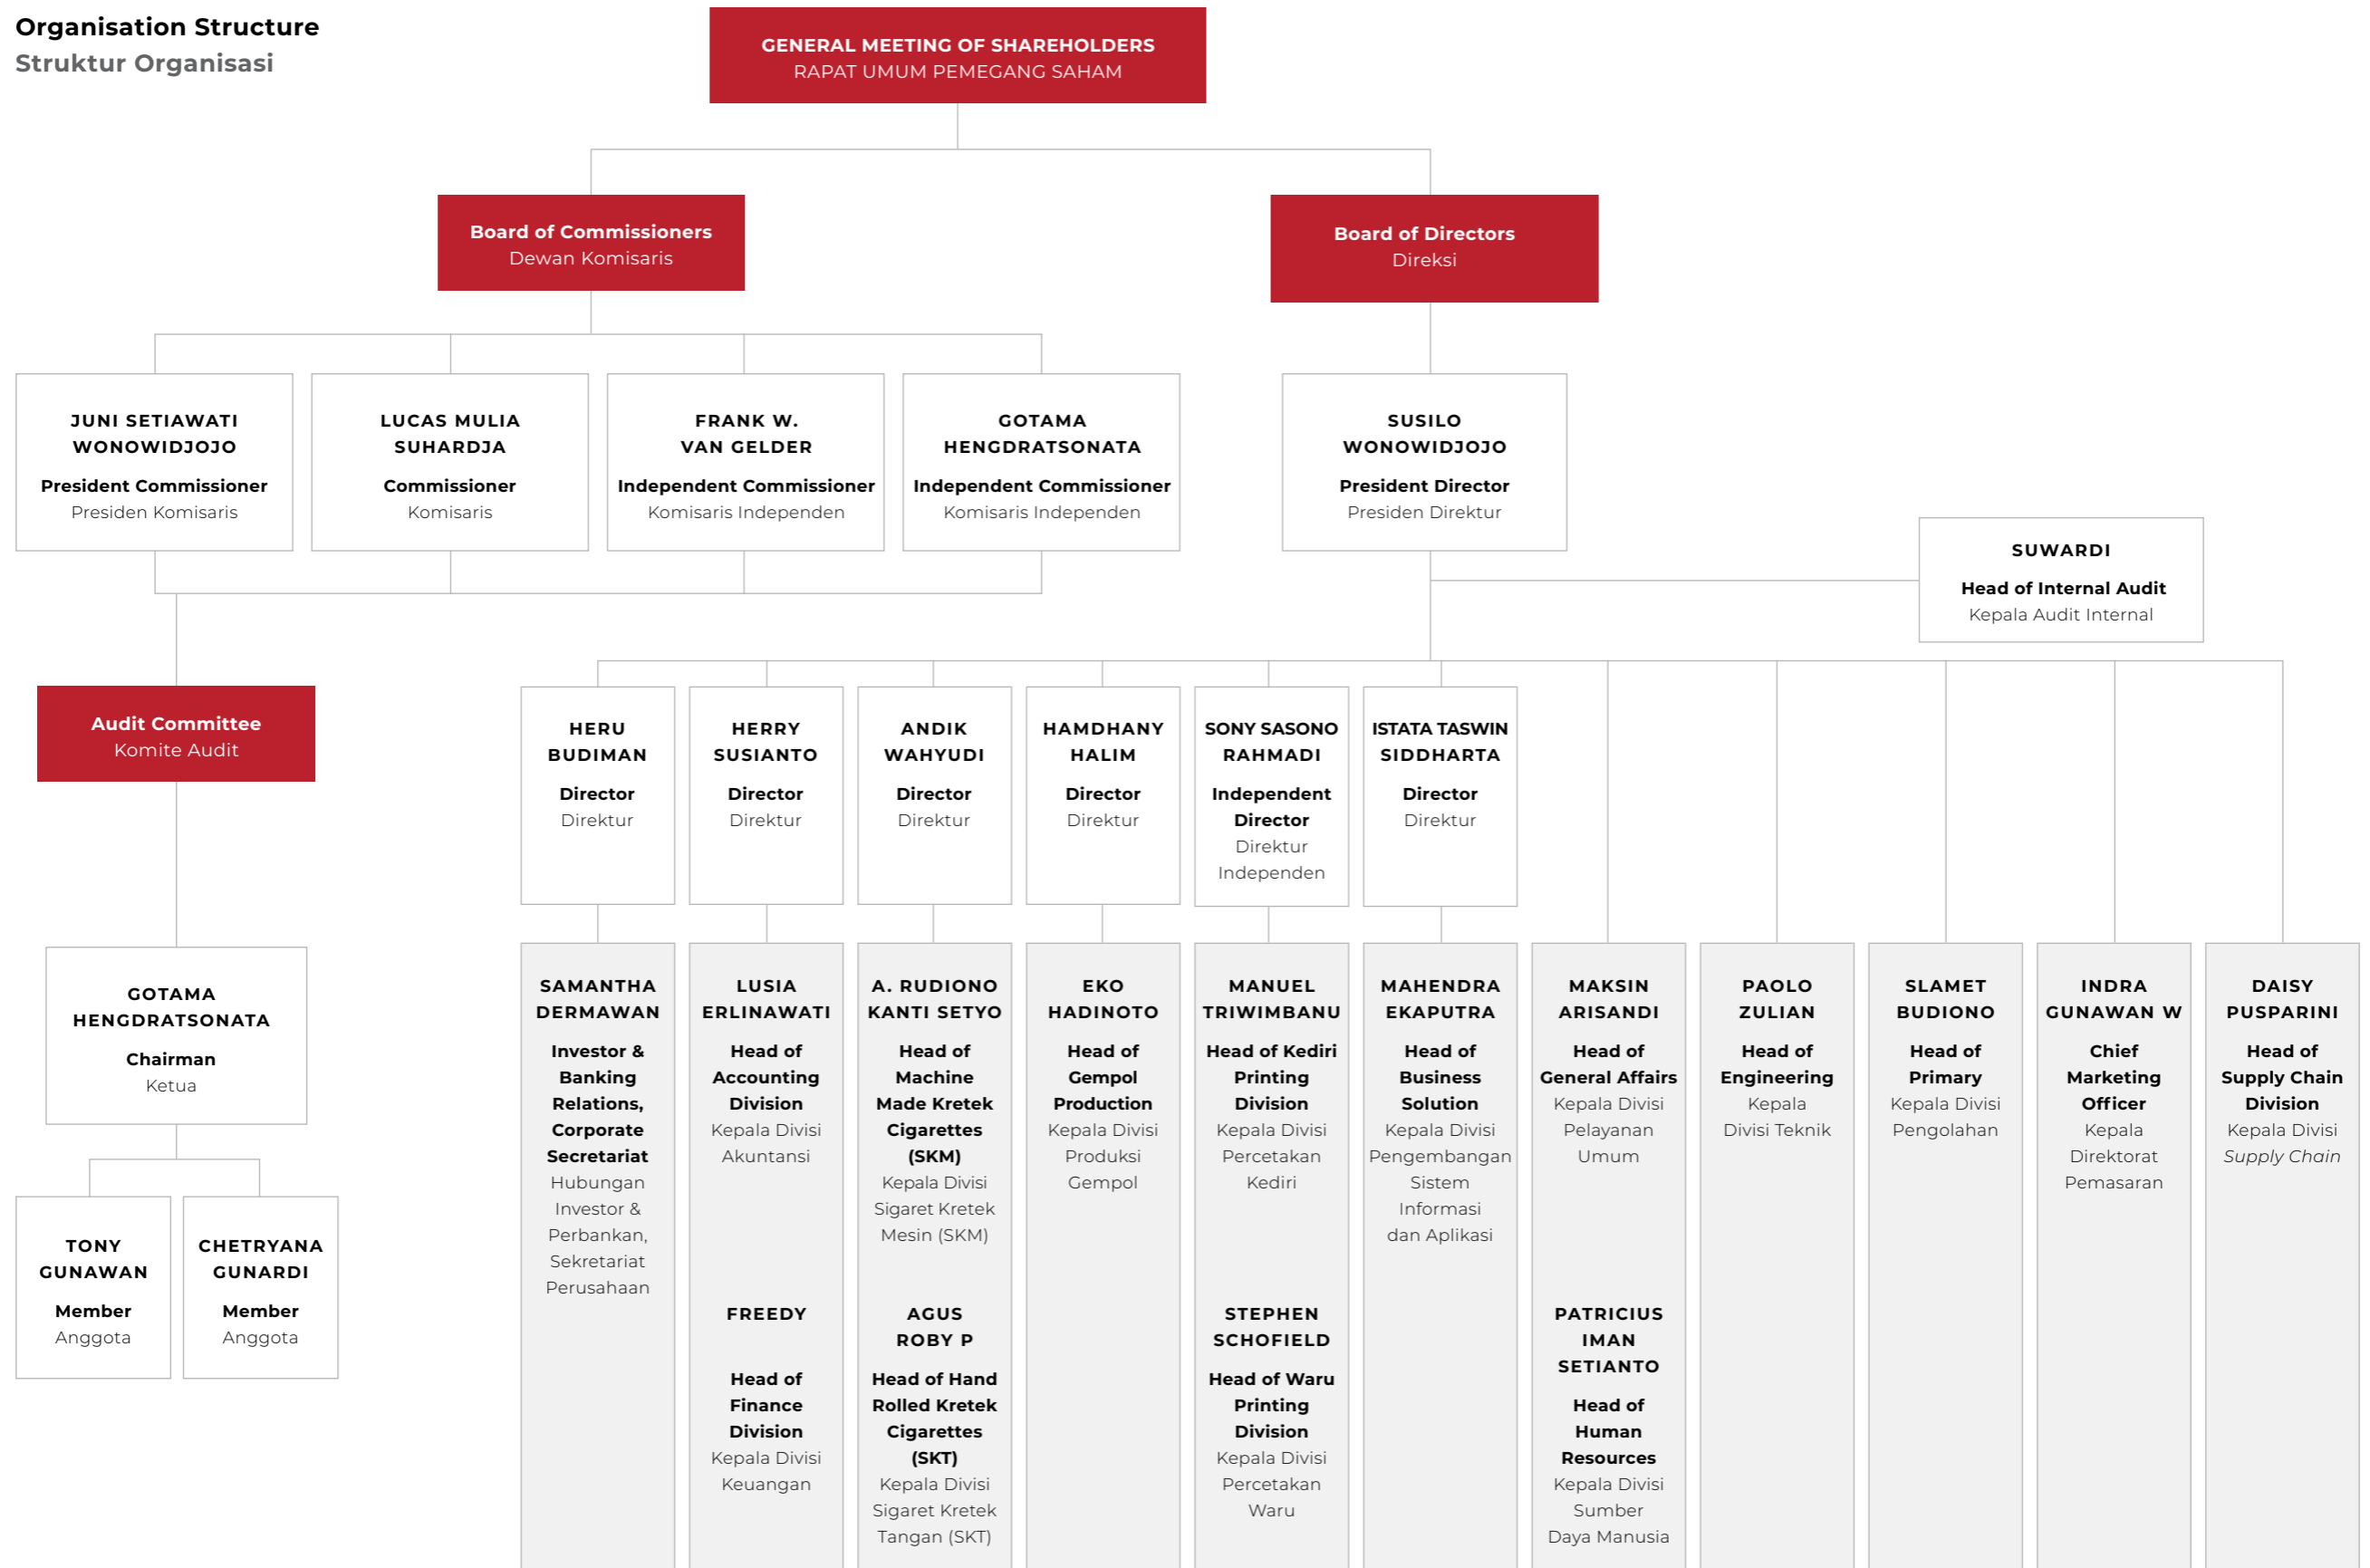 Organisation Structure
Struktur Organisasi
GENERAL MEETING OF SHAREHOLDERS
RAPAT UMUM PEMEGANG SAHAM
Board of Commissioners
Dewan Komisaris
Board of Directors
Direksi
JUNI SETIAWATI
WONOWIDJOJO
President Commissioner
Presiden Komisaris
LUCAS MULIA
SUHARDJA
Commissioner
Komisaris
FRANK W.
VAN GELDER
Independent Commissioner
Komisaris Independen
GOTAMA
HENGDRATSONATA
Independent Commissioner
Komisaris Independen
SUSILO
WONOWIDJOJO
President Director
Presiden Direktur
SUWARDI
Head of Internal Audit
Kepala Audit Internal
Audit Committee
Komite Audit
GOTAMA
HENGDRATSONATA
Chairman
Ketua
TONY
GUNAWAN
Member
Anggota
CHETRYANA
GUNARDI
Member
Anggota
HERU
BUDIMAN
Director
Direktur
HERRY
SUSIANTO
Director
Direktur
ANDIK
WAHYUDI
Director
Direktur
HAMDHANY
HALIM
Director
Direktur
SONY SASONO
RAHMADI
Independent
Director
Direktur
Independen
ISTATA TASWIN
SIDDHARTA
Director
Direktur
SAMANTHA
DERMAWAN
Investor &
Banking
Relations,
Corporate
Secretariat
Hubungan
Investor &
Perbankan,
Sekretariat
Perusahaan
LUSIA
ERLINAWATI
Head of
Accounting
Division
Kepala Divisi
Akuntansi
FREEDY
Head of
Finance
Division
Kepala Divisi
Keuangan
A. RUDIONO
KANTI SETYO
Head of
Machine
Made Kretek
Cigarettes
(SKM)
Kepala Divisi
Sigaret Kretek
Mesin (SKM)
AGUS
ROBY P
Head of Hand
Rolled Kretek
Cigarettes
(SKT)
Kepala Divisi
Sigaret Kretek
Tangan (SKT)
EKO
HADINOTO
Head of
Gempol
Production
Kepala Divisi
Produksi
Gempol
MANUEL
TRIWIMBANU
Head of Kediri
Printing
Division
Kepala Divisi
Percetakan
Kediri
STEPHEN
SCHOFIELD
Head of Waru
Printing
Division
Kepala Divisi
Percetakan
Waru
MAHENDRA
EKAPUTRA
Head of
Business
Solution
Kepala Divisi
Pengembangan
Sistem
Informasi
dan Aplikasi
MAKSIN
ARISANDI
Head of
General Affairs
Kepala Divisi
Pelayanan
Umum
PATRICIUS
IMAN
SETIANTO
Head of
Human
Resources
Kepala Divisi
Sumber
Daya Manusia
PAOLO
ZULIAN
Head of
Engineering
Kepala
Divisi Teknik
SLAMET
BUDIONO
Head of
Primary
Kepala Divisi
Pengolahan
INDRA
GUNAWAN W
Chief
Marketing
Officer
Kepala
Direktorat
Pemasaran
DAISY
PUSPARINI
Head of
Supply Chain
Division
Kepala Divisi
Supply Chain